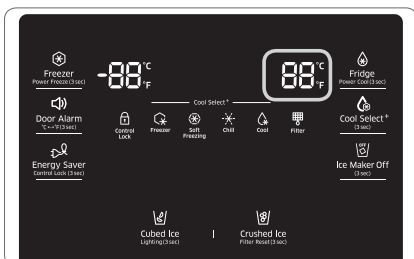 Freezer
Power Freeze (3 sec)
-88 °C
°F
88 °C
°F
Fridge
Power Cool (3 sec)
Cool Select+
Door Alarm
°C↔°F (3 sec)
Control
Lock
Freezer
Soft
Freezing
Chill
Cool
Filter
Cool Select+
(3 sec)
Energy Saver
Control Lock (3 sec)
OFF
Ice Maker Off
(3 sec)
Cubed Ice
Lighting (3 sec)
Crushed Ice
Filter Reset (3 sec)